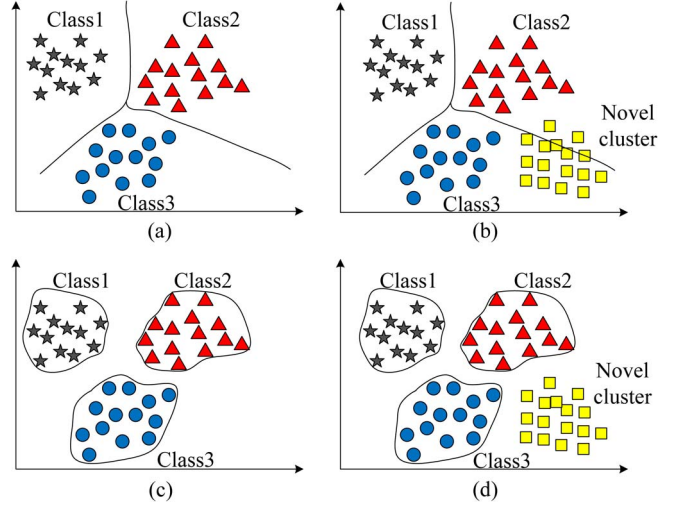 Class1
Class2
Class3
(a)
Class1
Class2
Novel
cluster
Class3
(b)
Class1
Class2
Class3
(c)
Class1
Class2
Novel
cluster
Class3
(d)